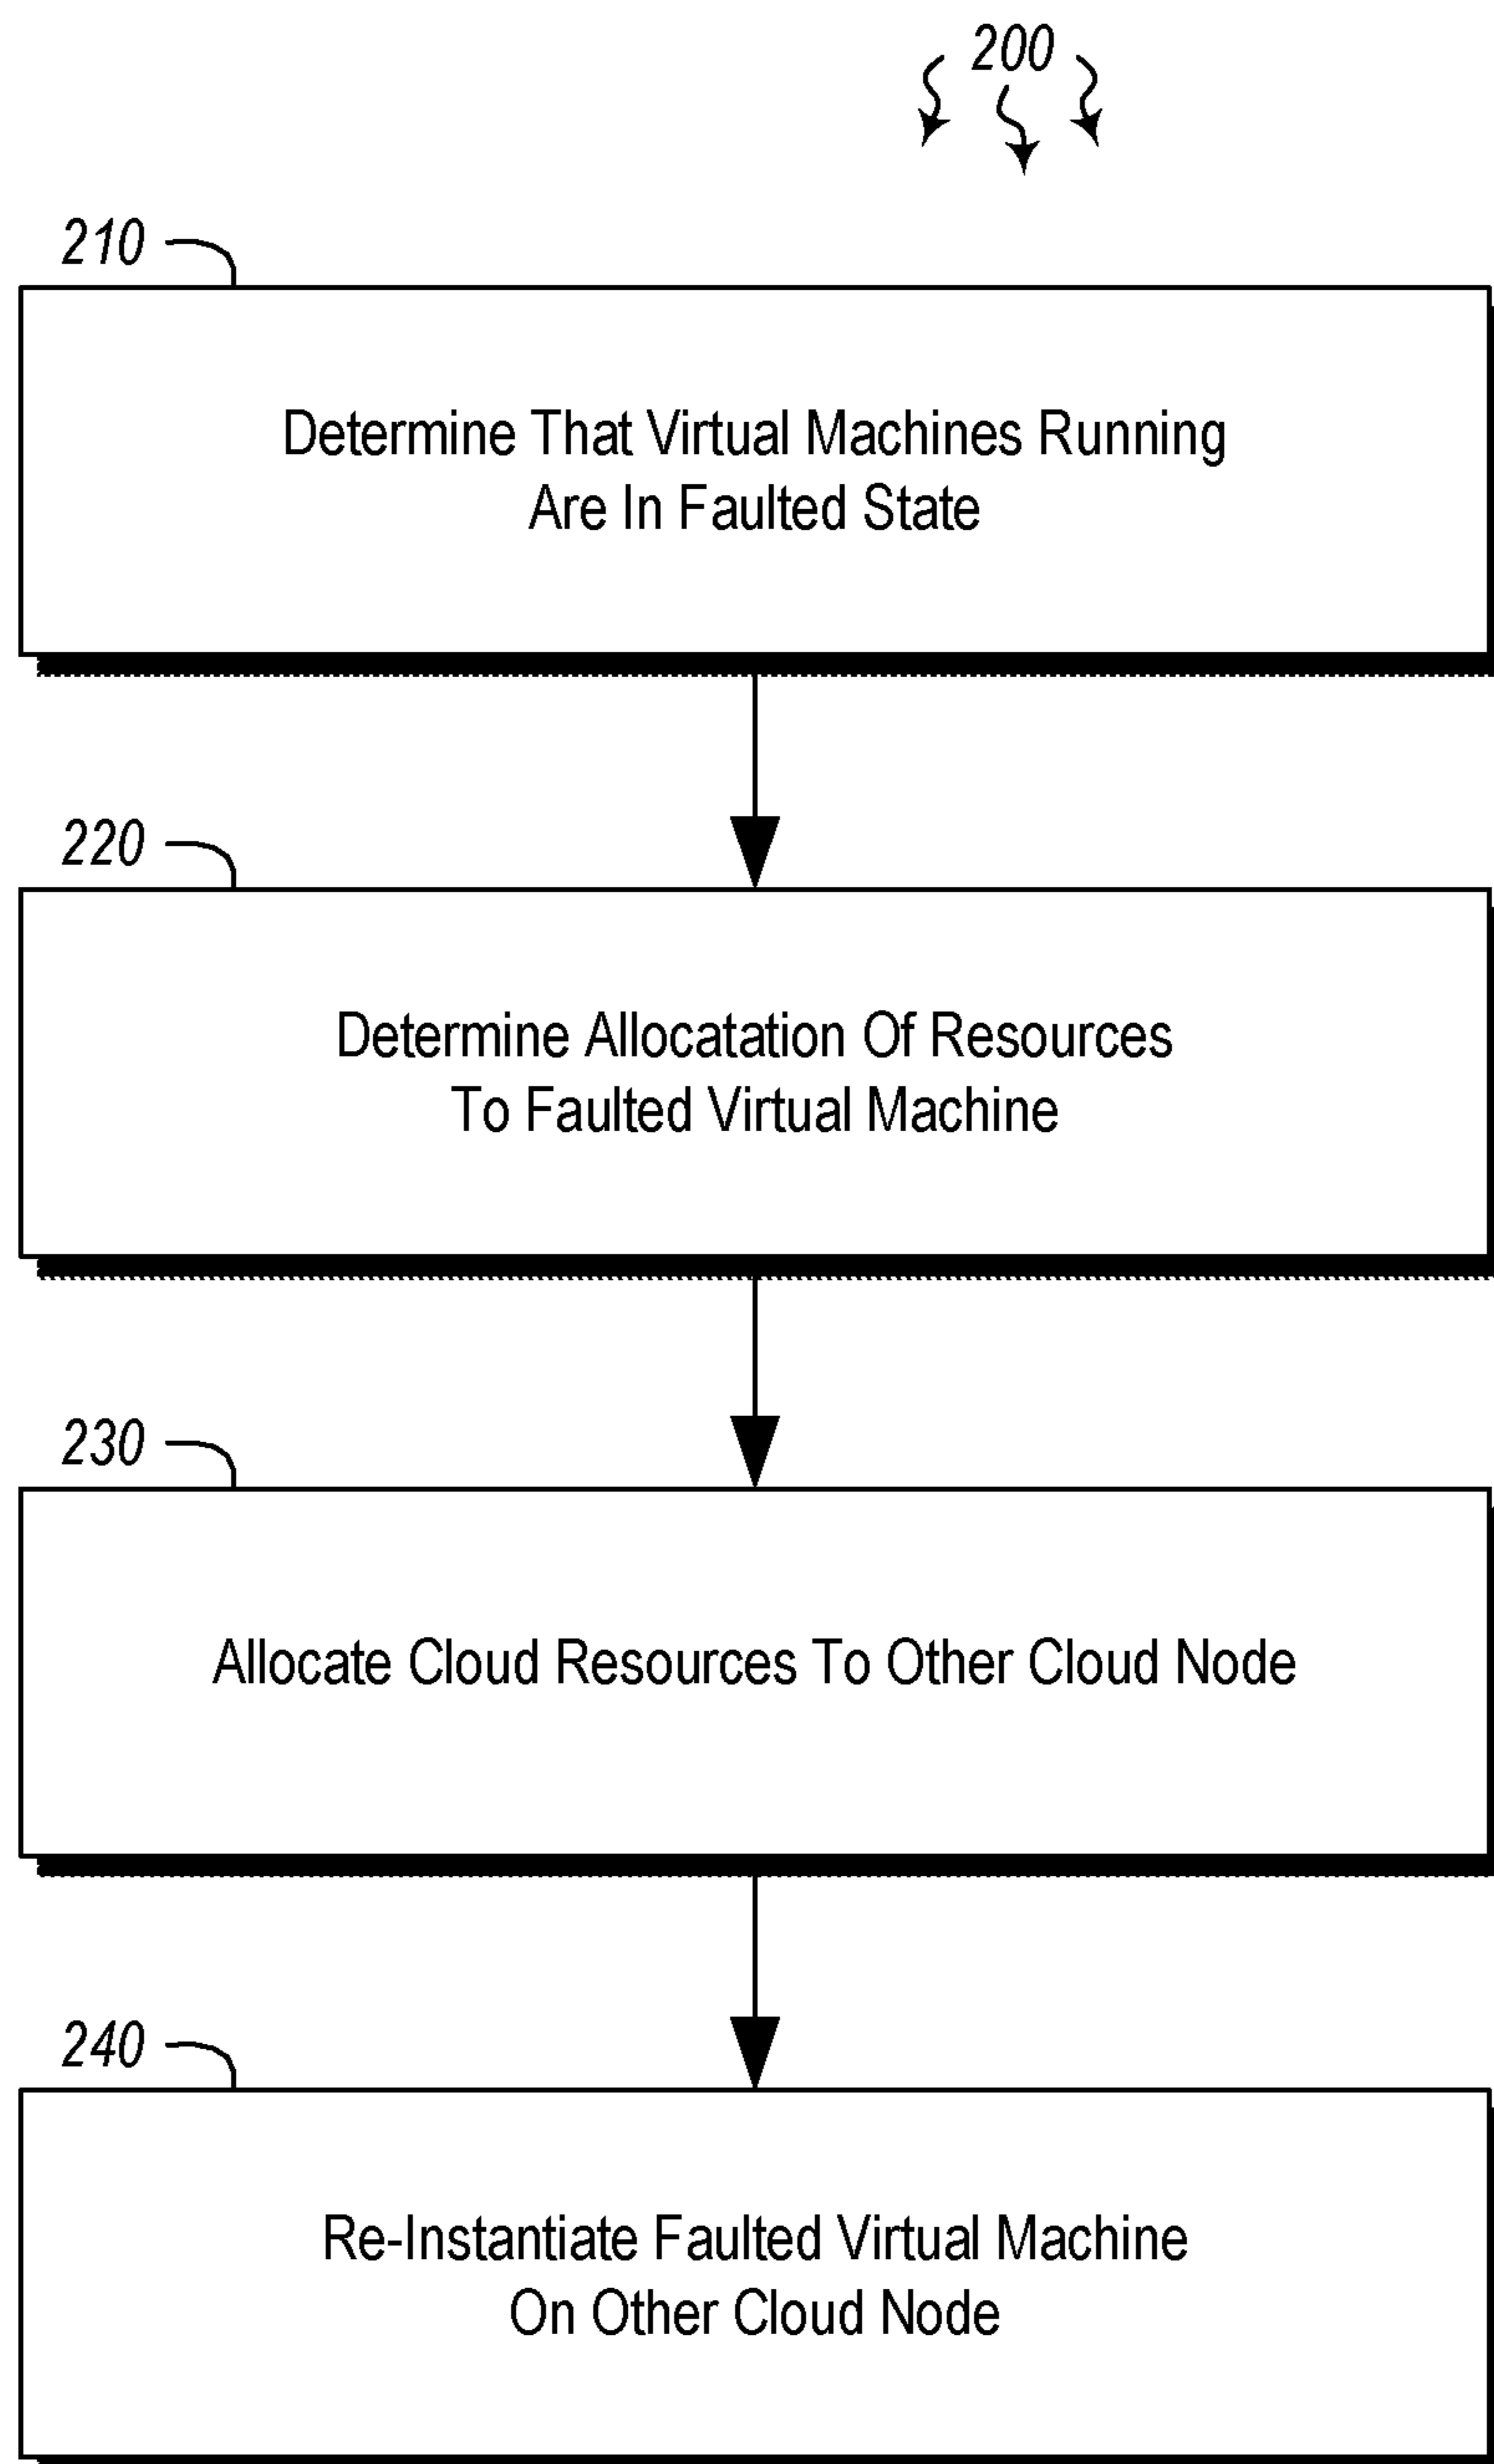 200
210
Determine That Virtual Machines Running
Are In Faulted State
220
Determine Allocatation Of Resources
To Faulted Virtual Machine
230
Allocate Cloud Resources To Other Cloud Node
240
Re-Instantiate Faulted Virtual Machine
On Other Cloud Node